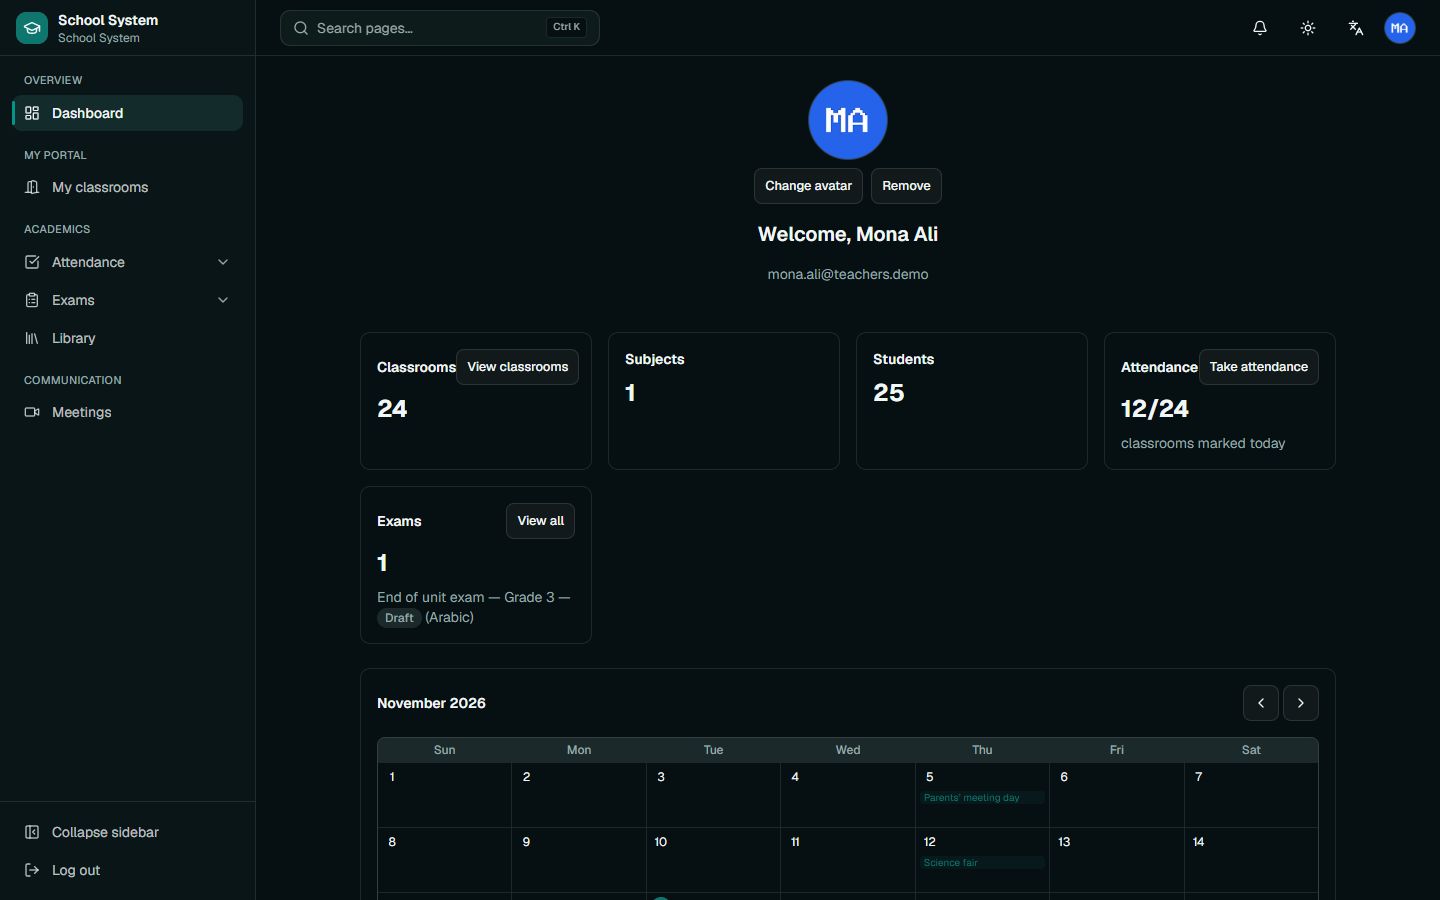 School System
School System
Search pages...
Ctrl K
MA
OVERVIEW
Dashboard
MY PORTAL
My classrooms
ACADEMICS
Attendance
Exams
Library
COMMUNICATION
Meetings
Collapse sidebar
Log out
MA
Change avatar
Remove
Welcome, Mona Ali
mona.ali@teachers.demo
Classrooms
View classrooms
24
Subjects
1
Students
25
Attendance
Take attendance
12/24
classrooms marked today
Exams
View all
1
End of unit exam — Grade 3 —
Draft (Arabic)
November 2026
Sun Mon Tue Wed Thu Fri Sat
1 2 3 4 5 6 7
Parents' meeting day
8 9 10 11 12 13 14
Science fair